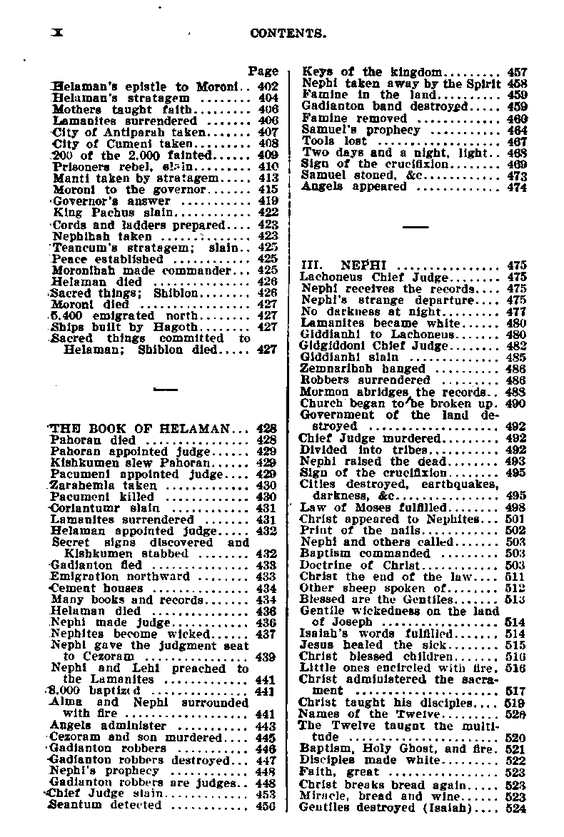 X CONTENTS.
Page
Helaman's epistle to Moroni.. 402
Helaman's stratagem ........ 404
Mothers taught faith.......... 406
Lamanites surrendered ....... 406
City of Antiparah taken....... 407
City of Cumeni taken......... 408
200 of the 2,000 fainted...... 409
Prisoners rebel, slain......... 410
Manti taken by stratagem..... 413
Moroni to the governor....... 415
Governor's answer ........... 419
King Pachus slain............ 422
Cords and ladders prepared.... 423
Nephihah taken ............. 423
Teancum's stratagem; slain.. 425
Peace established ............ 425
Moronihah made commander... 425
Helaman died ............... 426
Sacred things; Shiblon........ 426
Moroni died ................ 427
5,400 emigrated north........ 427
Ships built by Hagoth........ 427
Sacred things committed to
Helaman; Shiblon died..... 427
THE BOOK OF HELAMAN... 428
Pahoran died ............... 428
Pahoran appointed judge...... 429
Kishkumen slew Pahoran...... 429
Pacumeni appointed judge.... 429
Zarahemla taken ............ 430
Pacumeni killed ............. 430
Coriantumr slain ............ 431
Lamanites surrendered ....... 431
Helaman appointed judge..... 432
Secret signs discovered and
Kishkumen stabbed ........ 432
Gadianton fled .............. 433
Emigration northward ........ 433
Cement houses .............. 434
Many books and records....... 434
Helaman died ............... 436
Nephi made judge............ 436
Nephites become wicked...... 437
Nephi gave the judgment seat
to Cezoram ............... 439
Nephi and Lehi preached to
the Lamanites ............ 441
8,000 baptized .............. 441
Alma and Nephi surrounded
with fire .................. 441
Angels administer ........... 443
Cezoram and son murdered.... 445
Gadianton robbers ........... 446
Gadianton robbers destroyed... 447
Nephi's prophecy ............ 448
Gadianton robbers are judges.. 448
Chief Judge slain............. 453
Seantum detected ............ 456
Keys of the kingdom......... 457
Nephi taken away by the Spirit 458
Famine in the land.......... 459
Gadianton band destroyed..... 459
Famine removed ............ 460
Samuel's prophecy ........... 464
Tools lost .................. 467
Two days and a night, light.. 468
Sign of the crucifixion........ 469
Samuel stoned, &c............ 473
Angels appeared ............ 474
III. NEPHI ............... 475
Lachoneus Chief Judge....... 475
Nephi receives the records.... 475
Nephi's strange departure.... 475
No darkness at night......... 477
Lamanites became white...... 480
Giddianhi to Lachoneus....... 480
Gidgiddoni Chief Judge....... 482
Giddianhi slain ............. 485
Zemnarihah hanged ......... 486
Robbers surrendered ......... 486
Mormon abridges the records.. 488
Church began to be broken up. 490
Government of the land de-
stroyed ................... 492
Chief Judge murdered......... 492
Divided into tribes........... 492
Nephi raised the dead......... 493
Sign of the crucifixion........ 495
Cities destroyed, earthquakes,
darkness, &c............... 495
Law of Moses fulfilled........ 498
Christ appeared to Nephites... 501
Print of the nails............. 502
Nephi and others called....... 503
Baptism commanded ......... 503
Doctrine of Christ............ 503
Christ the end of the law.... 511
Other sheep spoken of........ 512
Blessed are the Gentiles....... 513
Gentile wickedness on the land
of Joseph ................. 514
Isaiah's words fulfilled....... 514
Jesus healed the sick......... 515
Christ blessed children....... 516
Little ones encircled with fire. 516
Christ administered the sacra-
ment ..................... 517
Christ taught his disciples.... 519
Names of the Twelve......... 520
The Twelve taught the multi-
tude ...................... 520
Baptism, Holy Ghost, and fire. 521
Disciples made white......... 522
Faith, great ................ 523
Christ breaks bread again..... 523
Miracle, bread and wine...... 523
Gentiles destroyed (Isaiah).... 524